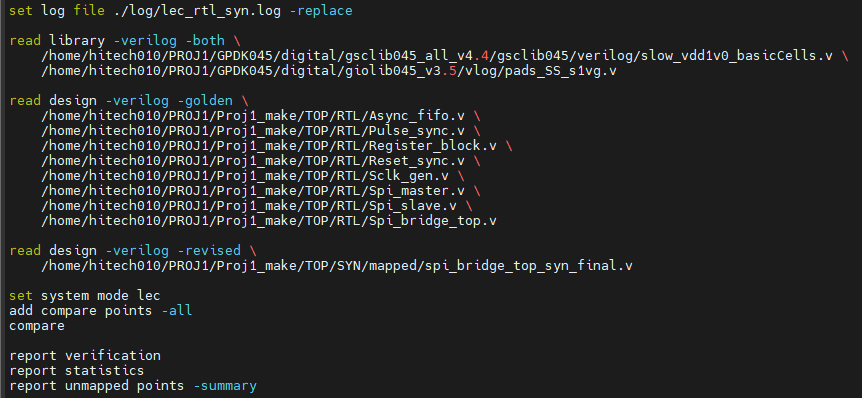 set log file ./log/lec_rtl_syn.log -replace
read library -verilog -both \
/home/hitech010/PROJ1/GPDK045/digital/gsclib045_all_v4.4/gsclib045/verilog/slow_vdd1v0_basicCells.v \
/home/hitech010/PROJ1/GPDK045/digital/giolib045_v3.5/vlog/pads_SS_s1vg.v
read design -verilog -golden \
/home/hitech010/PROJ1/Proj1_make/TOP/RTL/Async_fifo.v \
/home/hitech010/PROJ1/Proj1_make/TOP/RTL/Pulse_sync.v \
/home/hitech010/PROJ1/Proj1_make/TOP/RTL/Register_block.v \
/home/hitech010/PROJ1/Proj1_make/TOP/RTL/Reset_sync.v \
/home/hitech010/PROJ1/Proj1_make/TOP/RTL/Sclk_gen.v \
/home/hitech010/PROJ1/Proj1_make/TOP/RTL/Spi_master.v \
/home/hitech010/PROJ1/Proj1_make/TOP/RTL/Spi_slave.v \
/home/hitech010/PROJ1/Proj1_make/TOP/RTL/Spi_bridge_top.v
read design -verilog -revised \
/home/hitech010/PROJ1/Proj1_make/TOP/SYN/mapped/spi_bridge_top_syn_final.v
set system mode lec
add compare points -all
compare
report verification
report statistics
report unmapped points -summary